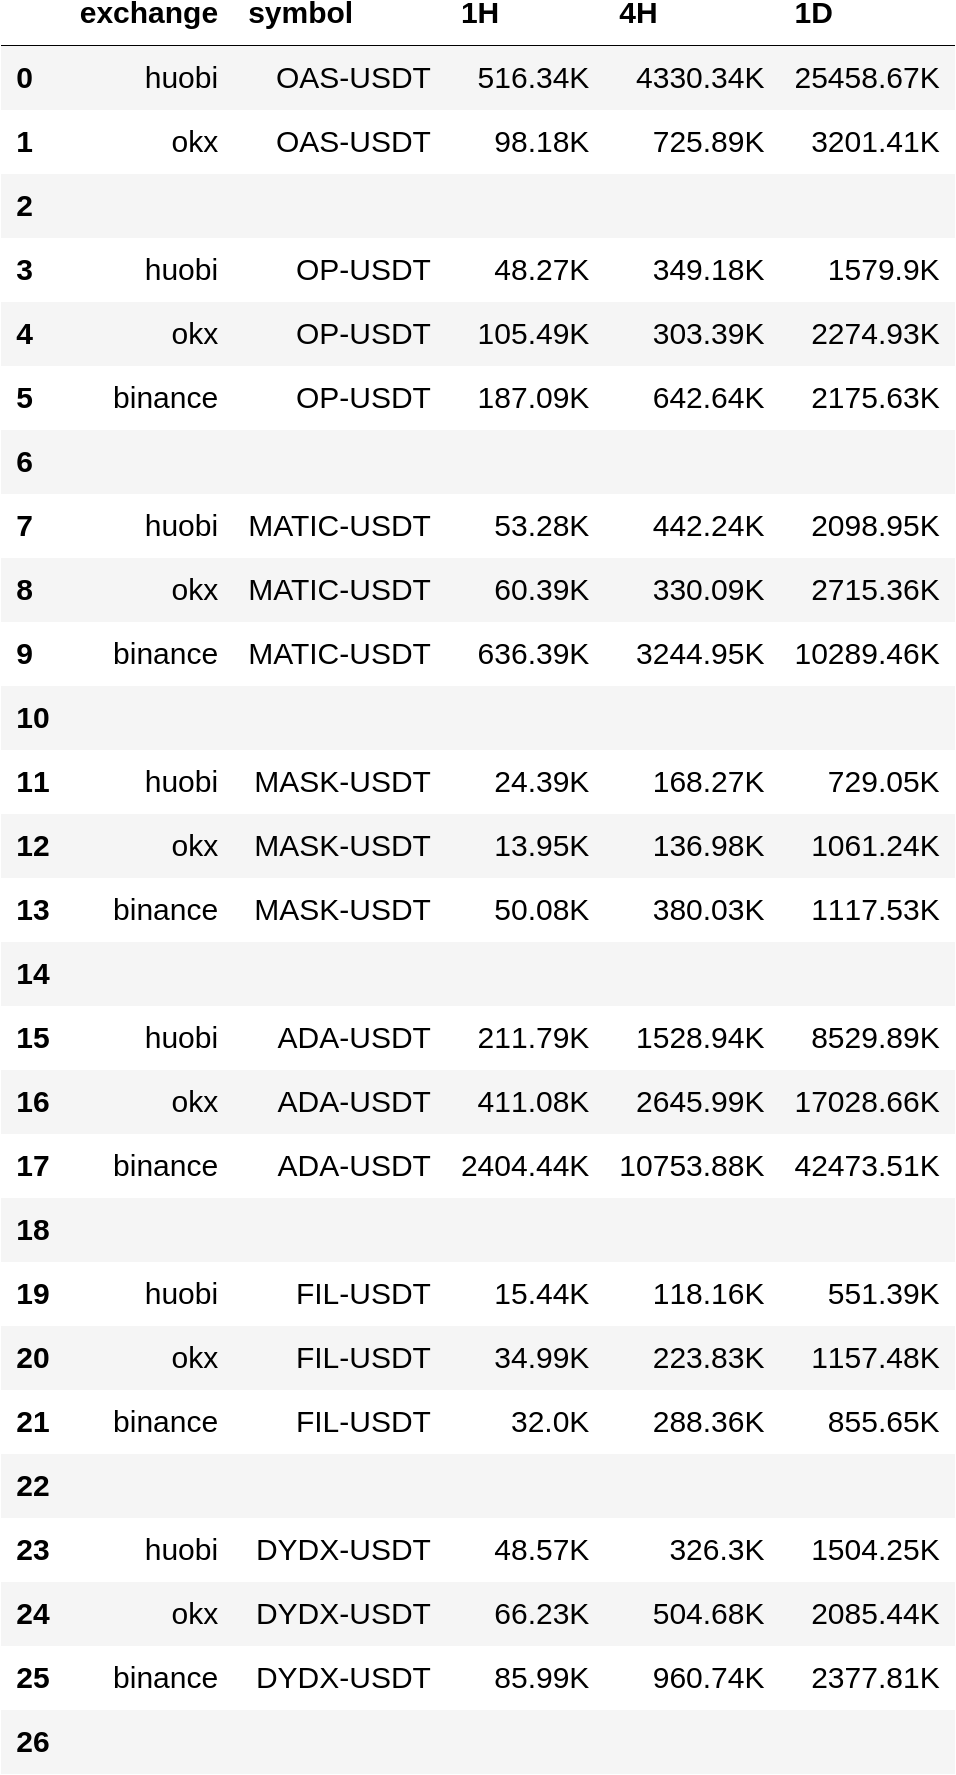 exchange symbol 1H 4H 1D
0 huobi OAS-USDT 516.34K 4330.34K 25458.67K
1 okx OAS-USDT 98.18K 725.89K 3201.41K
2
3 huobi OP-USDT 48.27K 349.18K 1579.9K
4 okx OP-USDT 105.49K 303.39K 2274.93K
5 binance OP-USDT 187.09K 642.64K 2175.63K
6
7 huobi MATIC-USDT 53.28K 442.24K 2098.95K
8 okx MATIC-USDT 60.39K 330.09K 2715.36K
9 binance MATIC-USDT 636.39K 3244.95K 10289.46K
10
11 huobi MASK-USDT 24.39K 168.27K 729.05K
12 okx MASK-USDT 13.95K 136.98K 1061.24K
13 binance MASK-USDT 50.08K 380.03K 1117.53K
14
15 huobi ADA-USDT 211.79K 1528.94K 8529.89K
16 okx ADA-USDT 411.08K 2645.99K 17028.66K
17 binance ADA-USDT 2404.44K 10753.88K 42473.51K
18
19 huobi FIL-USDT 15.44K 118.16K 551.39K
20 okx FIL-USDT 34.99K 223.83K 1157.48K
21 binance FIL-USDT 32.0K 288.36K 855.65K
22
23 huobi DYDX-USDT 48.57K 326.3K 1504.25K
24 okx DYDX-USDT 66.23K 504.68K 2085.44K
25 binance DYDX-USDT 85.99K 960.74K 2377.81K
26